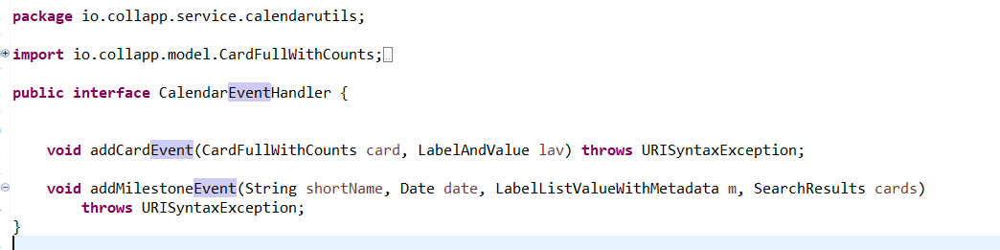 package io.collapp.service.calendarutils;
import io.collapp.model.CardFullWithCounts;
public interface CalendarEventHandler {
void addCardEvent(CardFullWithCounts card, LabelAndValue lav) throws URISyntaxException;
void addMilestoneEvent(String shortName, Date date, LabelListValueWithMetadata m, SearchResults cards)
throws URISyntaxException;
}